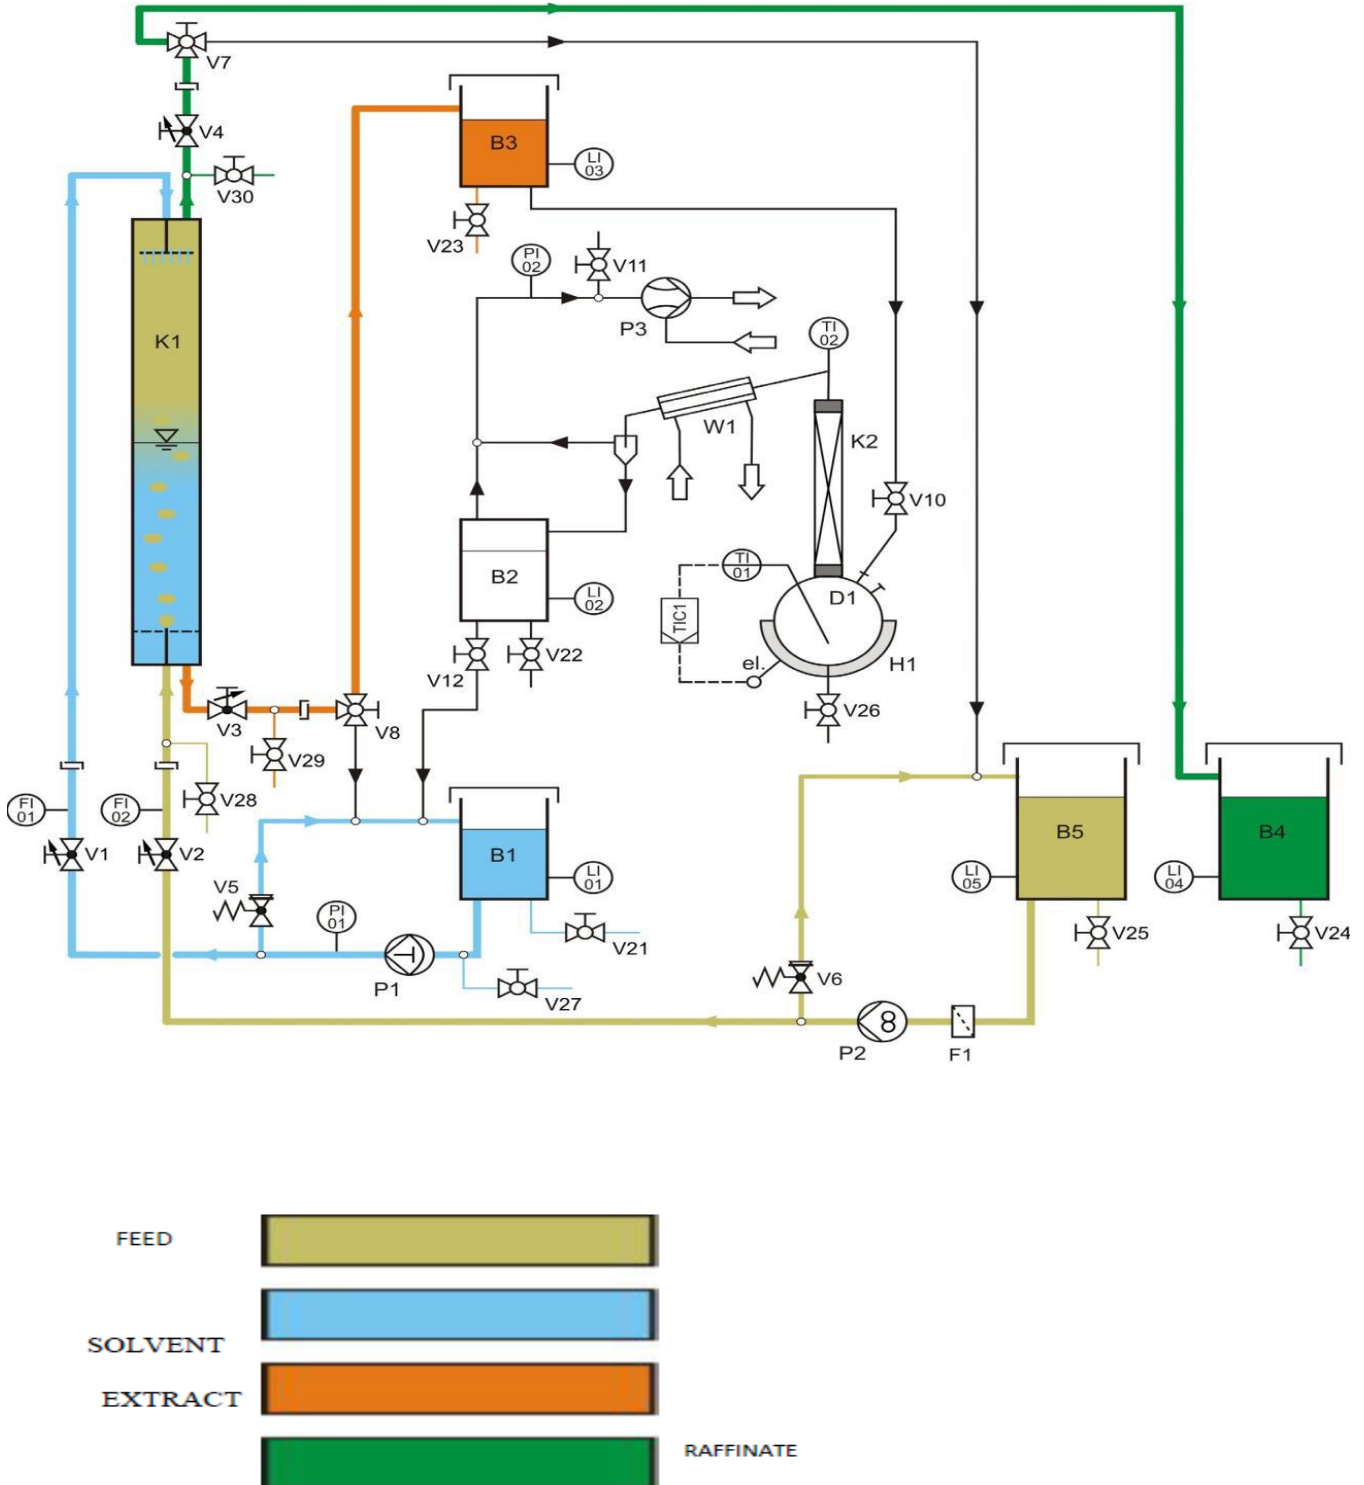 V7
V4
B3
LI
03
V30
V23
PI
02
V11
P3
TI
02
K1
W1
K2
V10
TI
01
B2
LI
02
D1
TIC1
el.
H1
V12
V22
V26
V3
V8
V29
FI
01
FI
02
V28
V1
V2
B1
LI
01
V5
PI
01
V21
P1
V27
B5
B4
LI
05
LI
04
V25
V24
V6
P2
F1
8
FEED
SOLVENT
EXTRACT
RAFFINATE